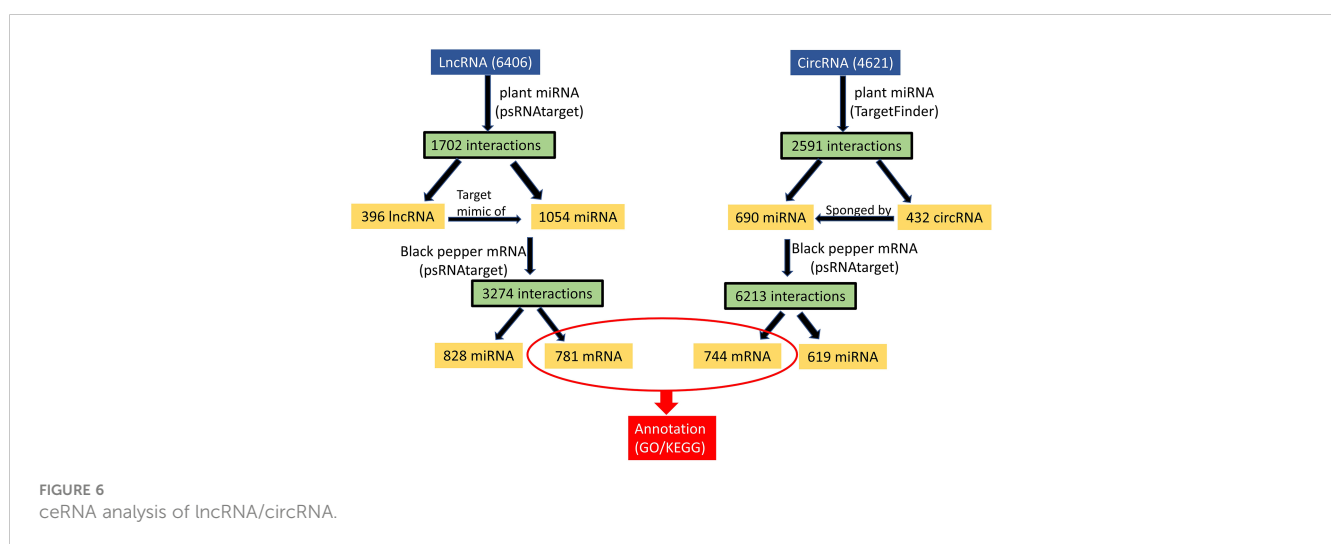 LncRNA (6406)
plant miRNA
(psRNAtarget)
1702 interactions
396 lncRNA
Target
mimic of
1054 miRNA
Black pepper mRNA
(psRNAtarget)
3274 interactions
828 miRNA
781 mRNA
CircRNA (4621)
plant miRNA
(TargetFinder)
2591 interactions
690 miRNA
Sponged by
432 circRNA
Black pepper mRNA
(psRNAtarget)
6213 interactions
744 mRNA
619 miRNA
Annotation
(GO/KEGG)
FIGURE 6
ceRNA analysis of lncRNA/circRNA.